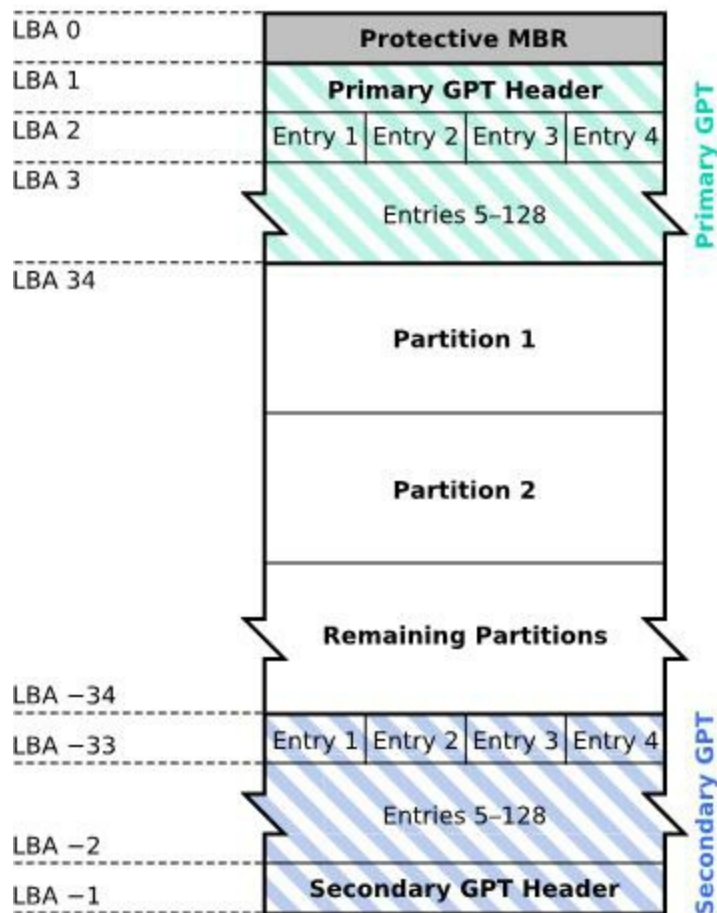 LBA 0
Protective MBR
LBA 1
Primary GPT Header
LBA 2
Entry 1 Entry 2 Entry 3 Entry 4
LBA 3
Entries 5–128
Primary GPT
LBA 34
Partition 1
Partition 2
Remaining Partitions
LBA −34
LBA −33
Entry 1 Entry 2 Entry 3 Entry 4
Entries 5–128
LBA −2
LBA −1
Secondary GPT Header
Secondary GPT